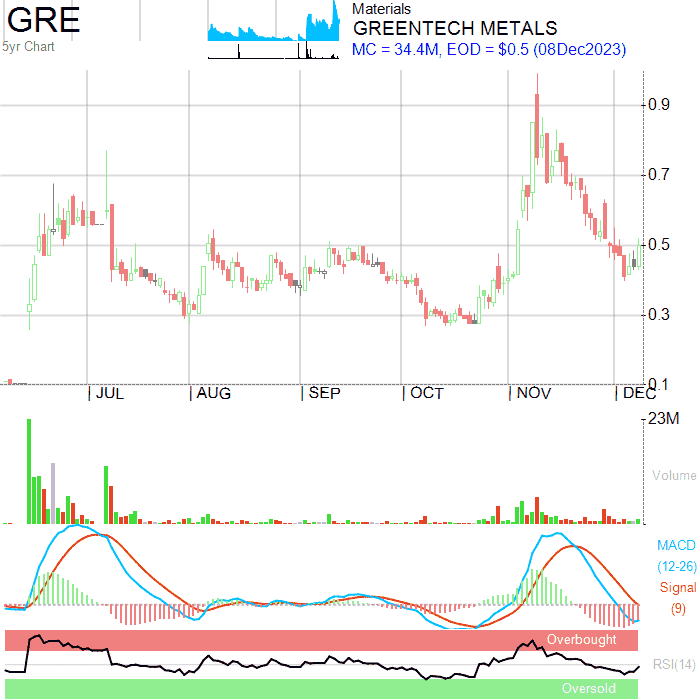 GRE
5yr Chart
Materials
GREENTECH METALS
MC = 34.4M, EOD = $0.5 (08Dec2023)
0.9
0.7
0.5
0.3
0.1
JUL AUG SEP OCT NOV DEC
23M
Volume
MACD
(12-26)
Signal
(9)
Overbought
RSI(14)
Oversold